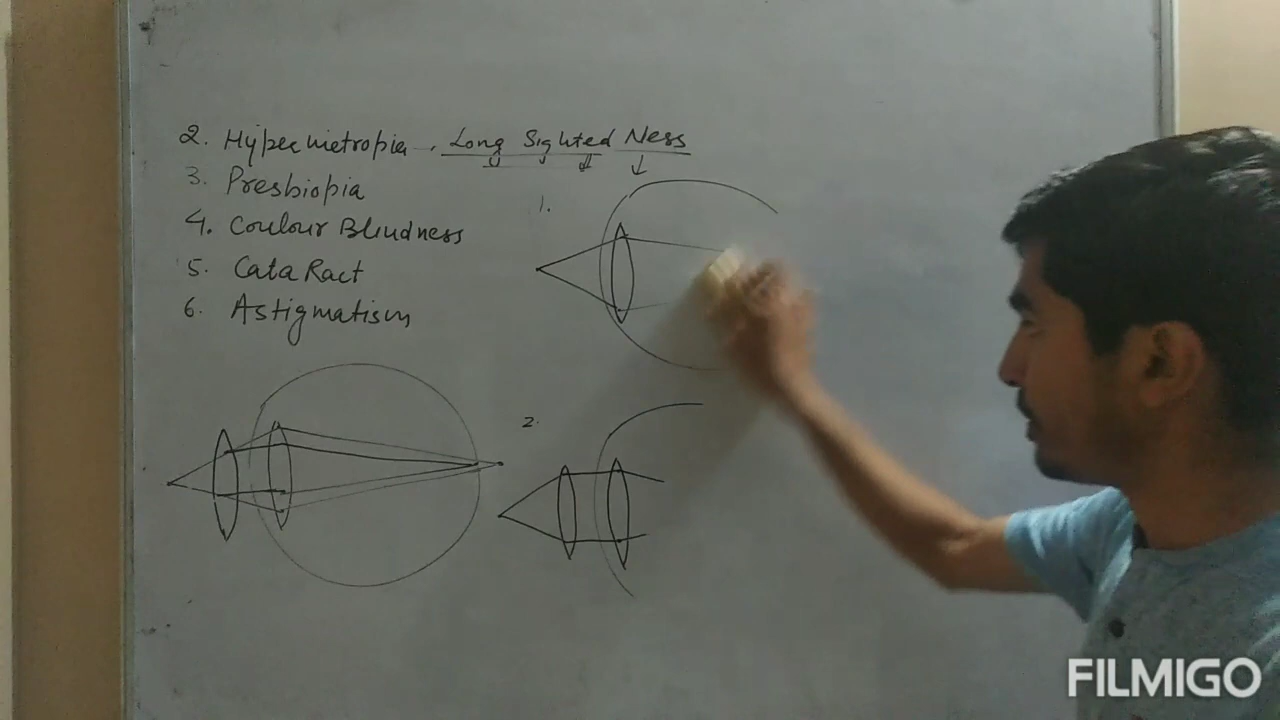 2. Hypermetropia, Long Sighted Ness
3. Presbiopia
4. Coulour Blindness
5. Cata Ract
6. Astigmatism
1.
2.
FILMIGO